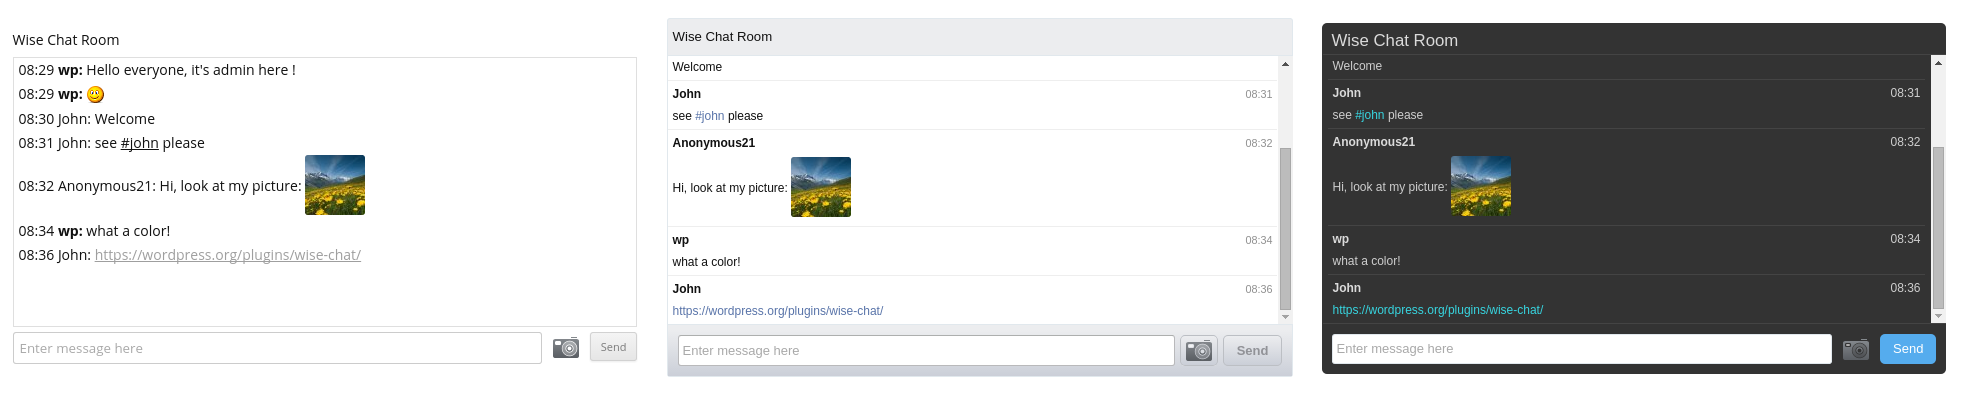 Wise Chat Room
08:29 wp: Hello everyone, it's admin here !
08:29 wp:
08:30 John: Welcome
08:31 John: see #john please
08:32 Anonymous21: Hi, look at my picture:
08:34 wp: what a color!
08:36 John: https://wordpress.org/plugins/wise-chat/
Enter message here
Send
Wise Chat Room
Welcome
John 08:31
see #john please
Anonymous21 08:32
Hi, look at my picture:
wp 08:34
what a color!
John 08:36
https://wordpress.org/plugins/wise-chat/
Enter message here
Send
Wise Chat Room
Welcome
John 08:31
see #john please
Anonymous21 08:32
Hi, look at my picture:
wp 08:34
what a color!
John 08:36
https://wordpress.org/plugins/wise-chat/
Enter message here
Send